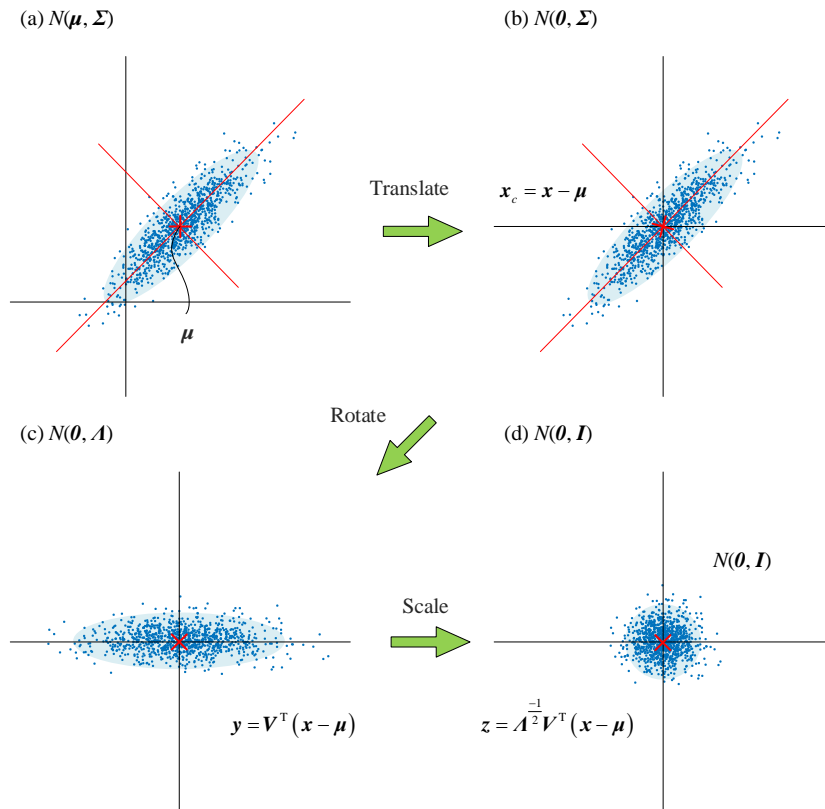 (a) N(μ, Σ)
(b) N(0, Σ)
Translate
x_c = x − μ
μ
Rotate
(c) N(0, Λ)
(d) N(0, I)
N(0, I)
Scale
y = V^T (x − μ)
z = Λ^(-1/2) V^T (x − μ)